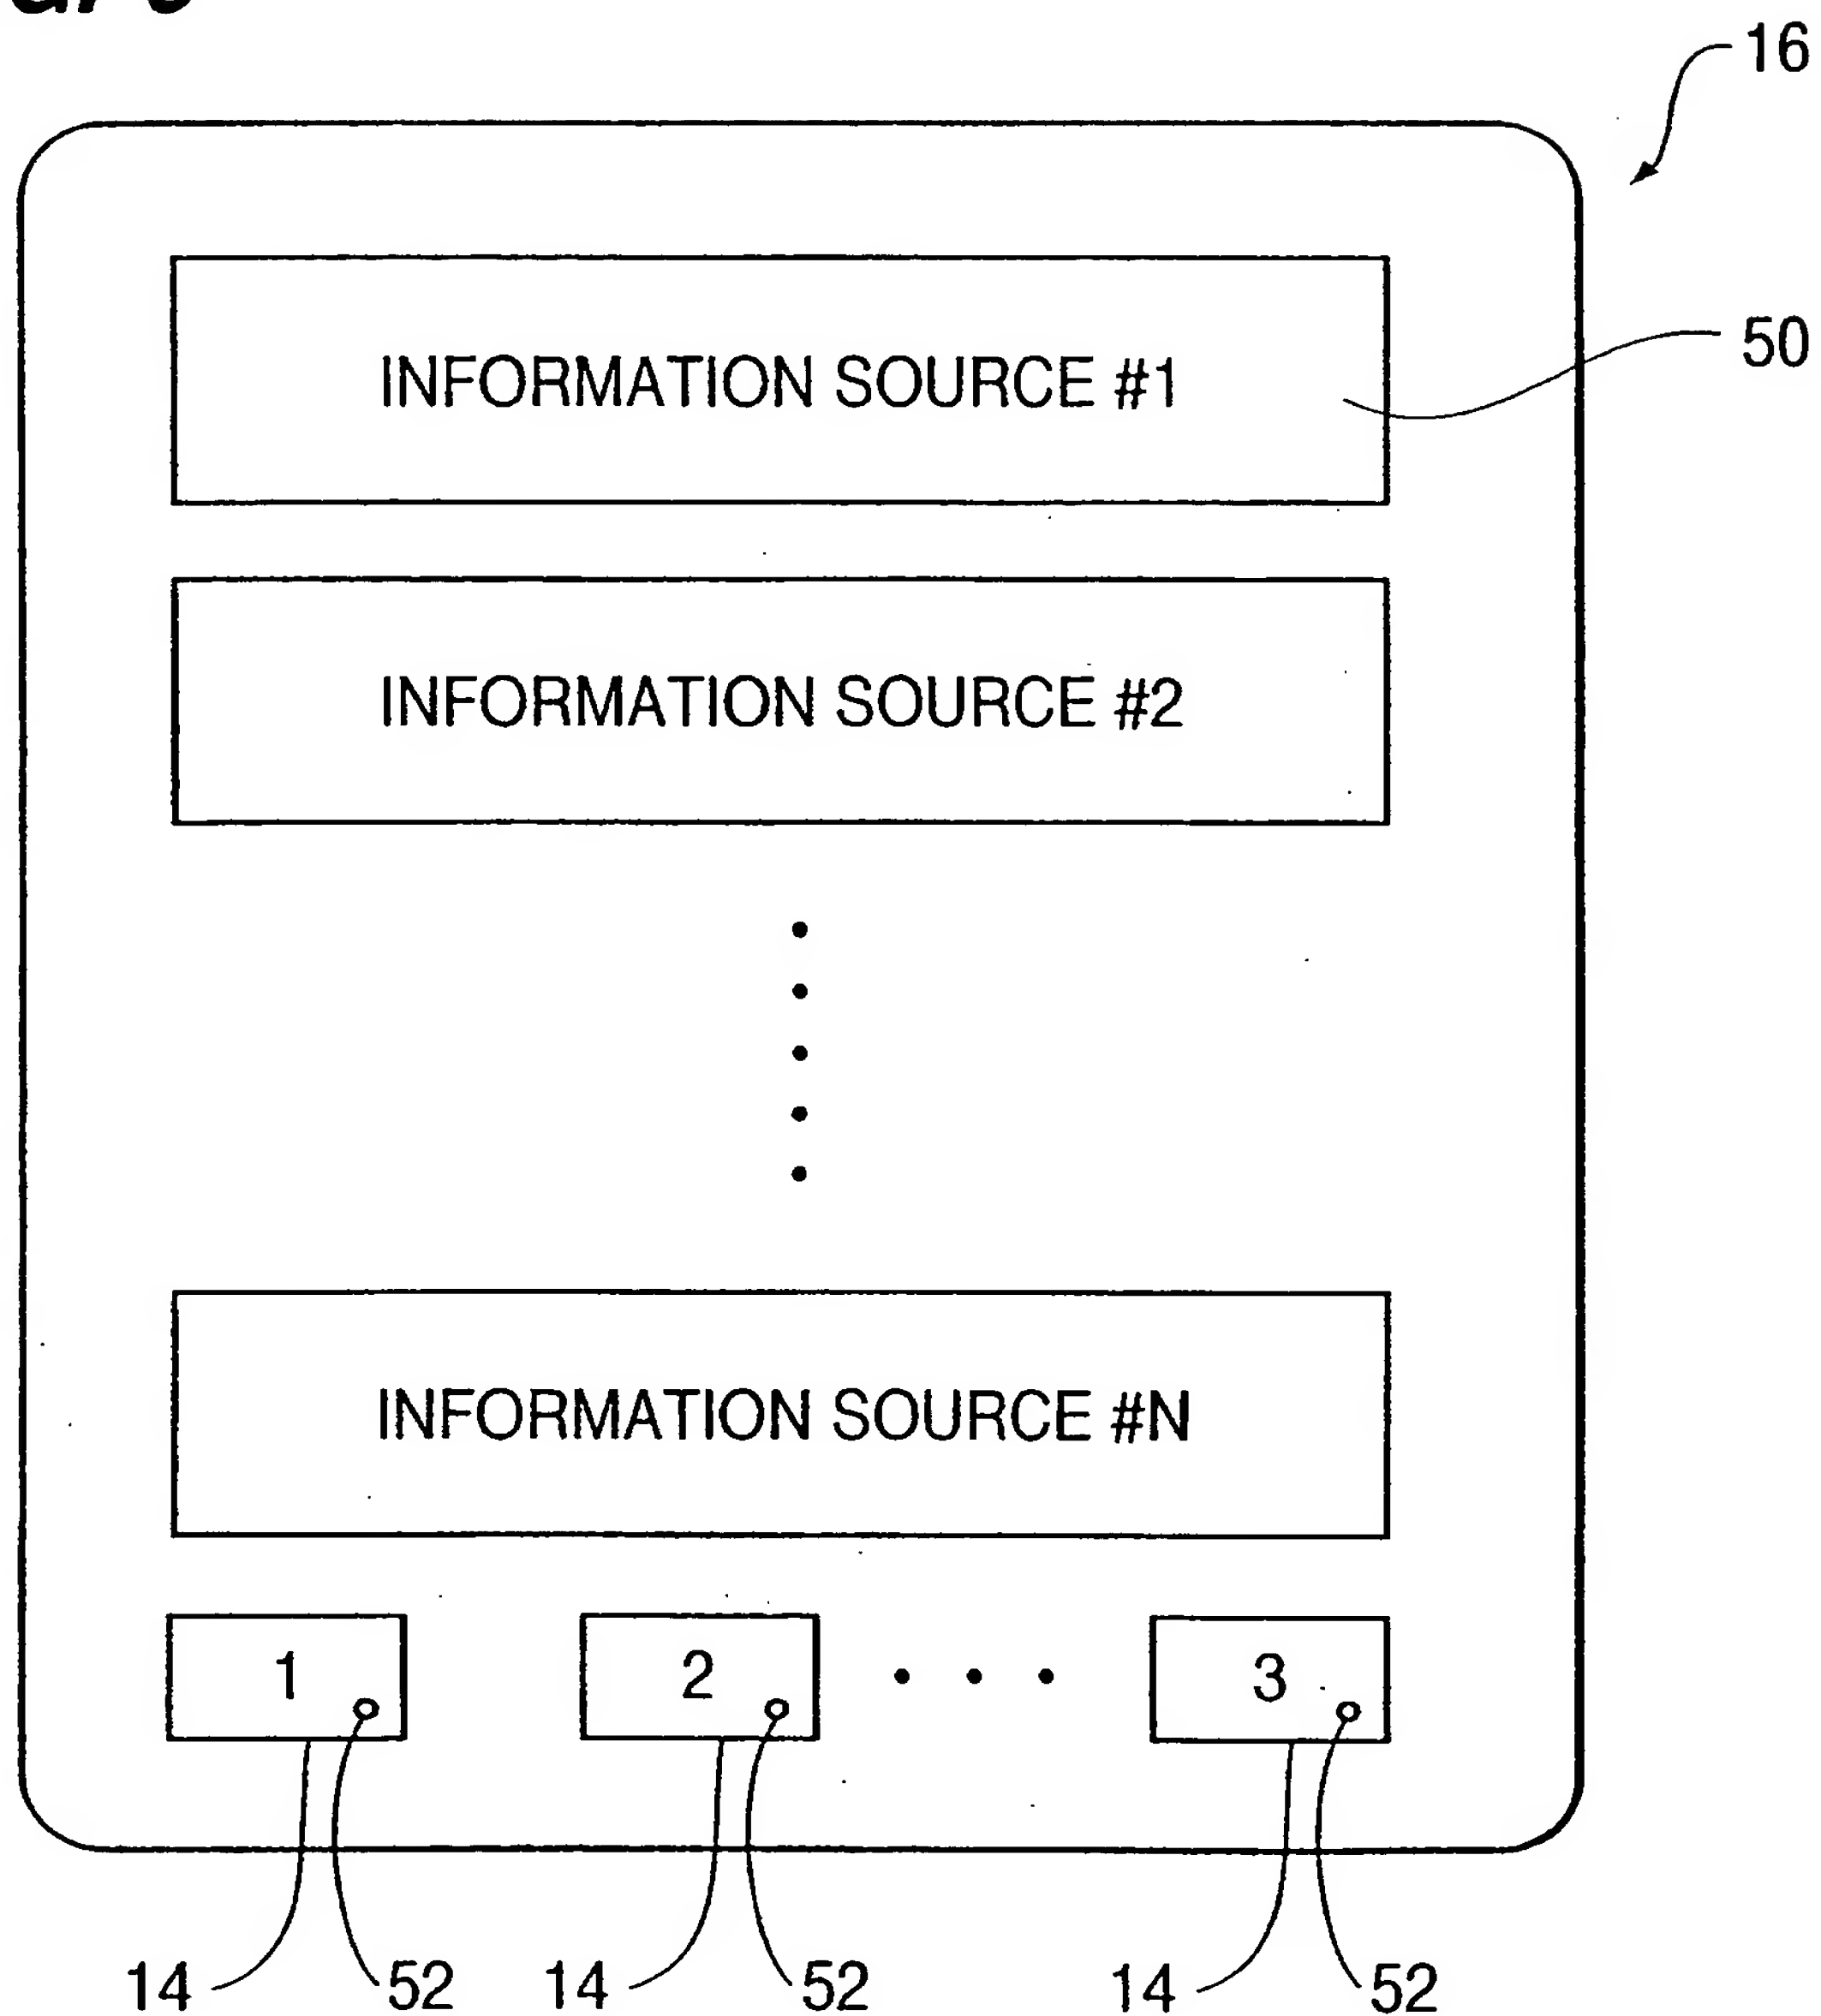 16
INFORMATION SOURCE #1
50
INFORMATION SOURCE #2
INFORMATION SOURCE #N
1 2 3
14 52 14 52 14 52